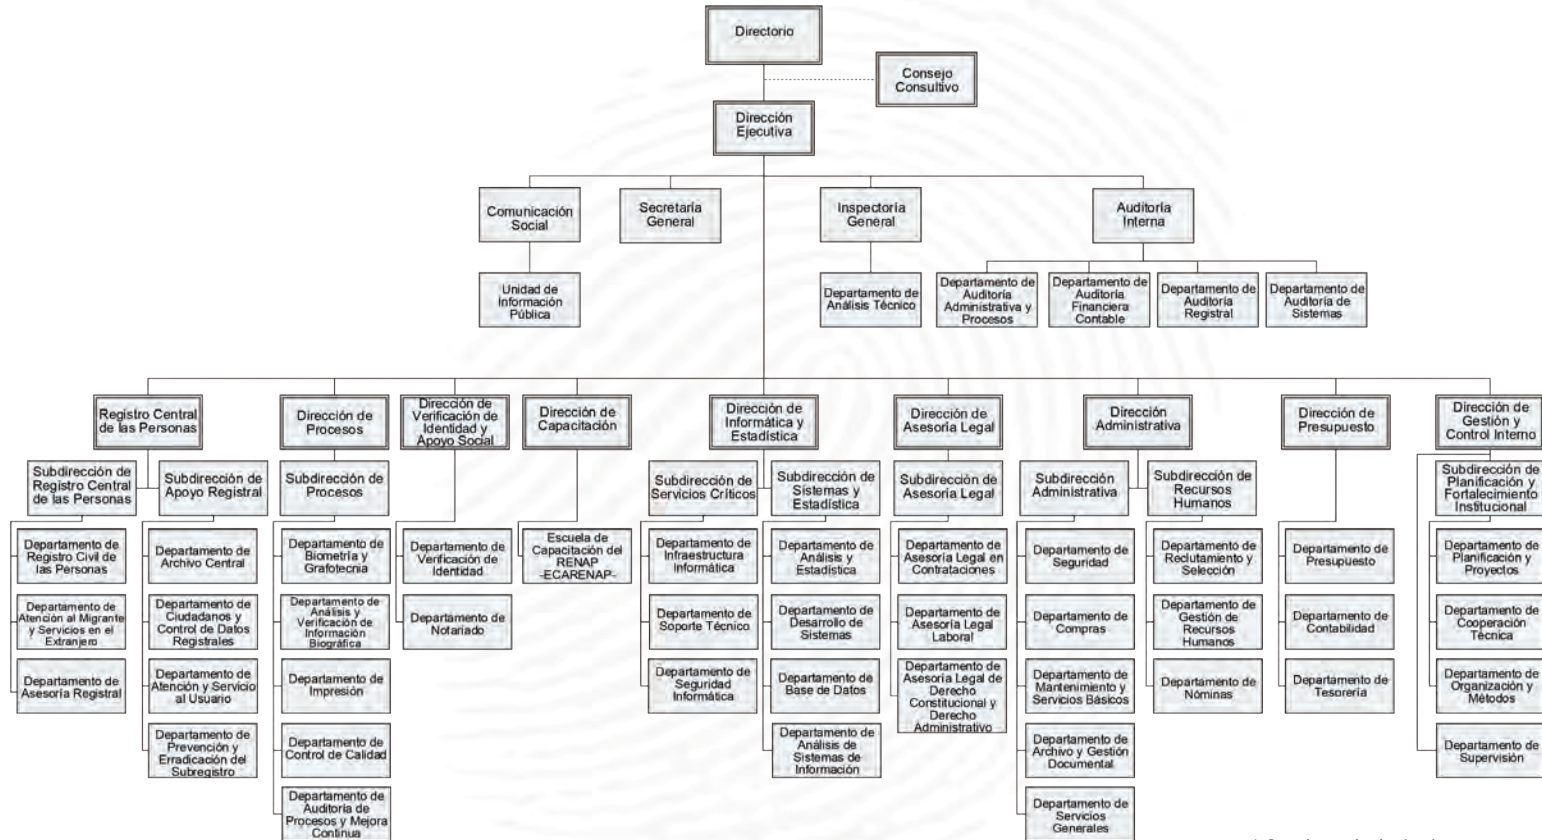 Directorio
Consejo
Consultivo
Dirección
Ejecutiva
Comunicación
Social
Secretaría
General
Inspectoría
General
Auditoría
Interna
Unidad de
Información
Pública
Departamento de
Análisis Técnico
Departamento de
Auditoría
Administrativa y
Procesos
Departamento de
Auditoría
Financiera
Contable
Departamento de
Auditoría
Registral
Departamento de
Auditoría de
Sistemas
Registro Central
de las Personas
Dirección de
Procesos
Dirección de
Verificación de
Identidad y
Apoyo Social
Dirección de
Capacitación
Dirección de
Informática y
Estadística
Dirección de
Asesoría Legal
Dirección
Administrativa
Dirección de
Presupuesto
Dirección de
Gestión y
Control Interno
Subdirección de
Registro Central
de las Personas
Subdirección de
Apoyo Registral
Subdirección de
Procesos
Subdirección de
Servicios Críticos
Subdirección de
Sistemas y
Estadística
Subdirección de
Asesoría Legal
Subdirección
Administrativa
Subdirección de
Recursos
Humanos
Subdirección de
Planificación y
Fortalecimiento
Institucional
Departamento de
Registro Civil de
las Personas
Departamento de
Archivo Central
Departamento de
Biometría y
Grafotecnia
Departamento de
Verificación de
Identidad
Escuela de
Capacitación del
RENAP
-ECARENAP-
Departamento de
Infraestructura
Informática
Departamento de
Análisis y
Estadística
Departamento de
Asesoría Legal en
Contrataciones
Departamento de
Seguridad
Departamento de
Reclutamiento y
Selección
Departamento de
Presupuesto
Departamento de
Planificación y
Proyectos
Departamento de
Atención al Migrante
y Servicios en el
Extranjero
Departamento de
Ciudadanos y
Control de Datos
Registrales
Departamento de
Análisis y
Verificación de
Información
Biográfica
Departamento de
Notariado
Departamento de
Soporte Técnico
Departamento de
Desarrollo de
Sistemas
Departamento de
Asesoría Legal
Laboral
Departamento de
Compras
Departamento de
Gestión de
Recursos
Humanos
Departamento de
Contabilidad
Departamento de
Cooperación
Técnica
Departamento de
Asesoría Registral
Departamento de
Atención y Servicio
al Usuario
Departamento de
Impresión
Departamento de
Seguridad
Informática
Departamento de
Base de Datos
Departamento de
Asesoría Legal de
Derecho
Constitucional y
Derecho
Administrativo
Departamento de
Mantenimiento y
Servicios Básicos
Departamento de
Nóminas
Departamento de
Tesorería
Departamento de
Organización y
Métodos
Departamento de
Prevención y
Erradicación del
Subregistro
Departamento de
Control de Calidad
Departamento de
Análisis de
Sistemas de
Información
Departamento de
Archivo y Gestión
Documental
Departamento de
Supervisión
Departamento de
Auditoría de
Procesos y Mejora
Continua
Departamento de
Servicios
Generales